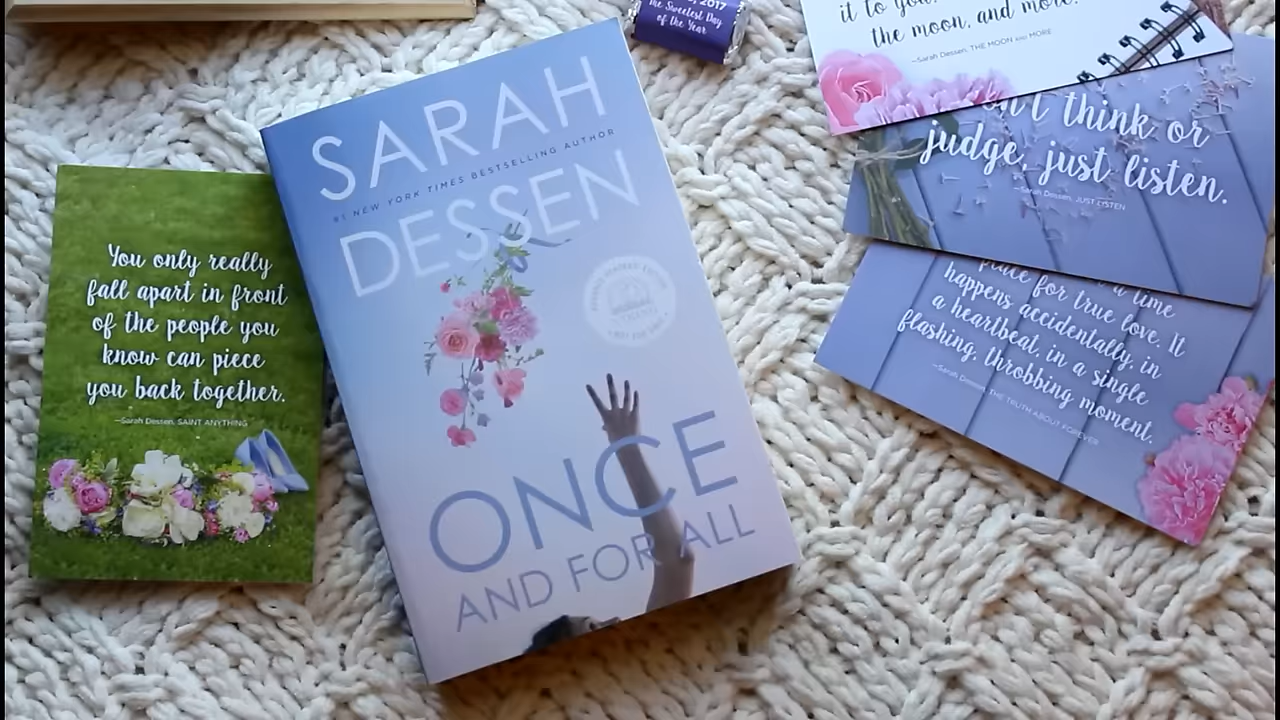 SARAH
#1 NEW YORK TIMES BESTSELLING AUTHOR
DESSEN
ONCE
AND FOR ALL
You only really
fall apart in front
of the people you
know can piece
you back together.
—Sarah Dessen, SAINT ANYTHING
2017
The Sweetest Day
of the Year
it to you.
the moon, and more.
—Sarah Dessen, THE MOON AND MORE
think or
judge, just listen.
—Sarah Dessen, JUST LISTEN
place for true love. It
a time
happens accidentally, in
a heartbeat, in a single
flashing, throbbing moment.
—Sarah Dessen, THE TRUTH ABOUT FOREVER